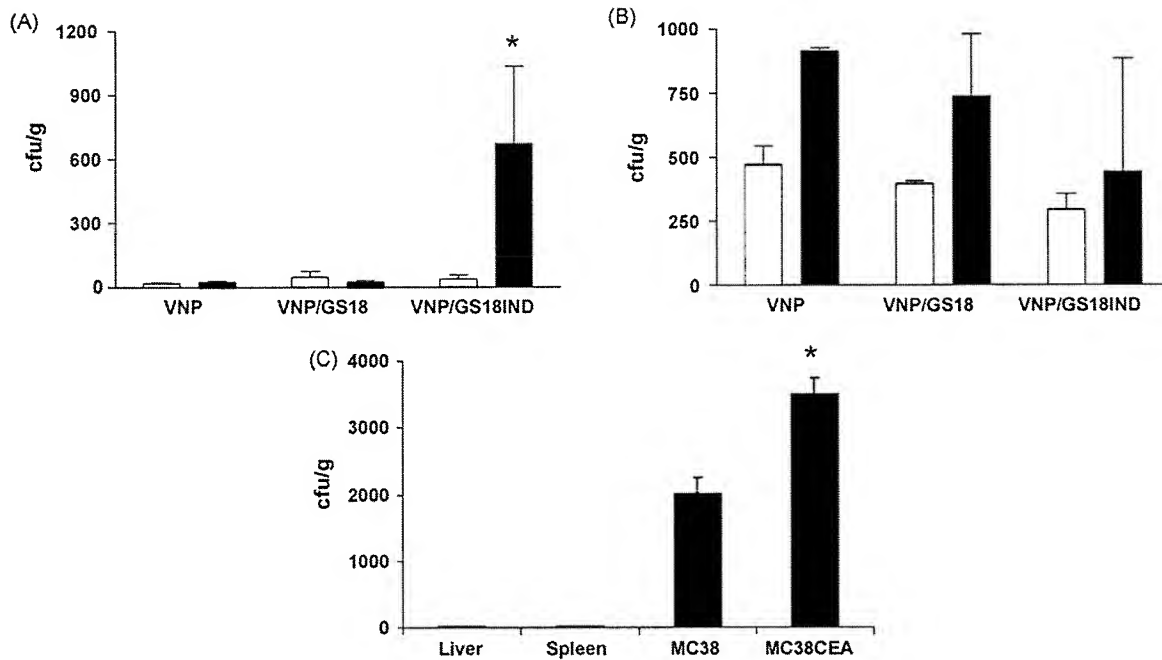 (A)
1200
900
600
300
0
cfu/g
*
VNP
VNP/GS18
VNP/GS18IND
(B)
1000
750
500
250
0
cfu/g
VNP
VNP/GS18
VNP/GS18IND
(C)
4000
3000
2000
1000
0
cfu/g
*
Liver
Spleen
MC38
MC38CEA